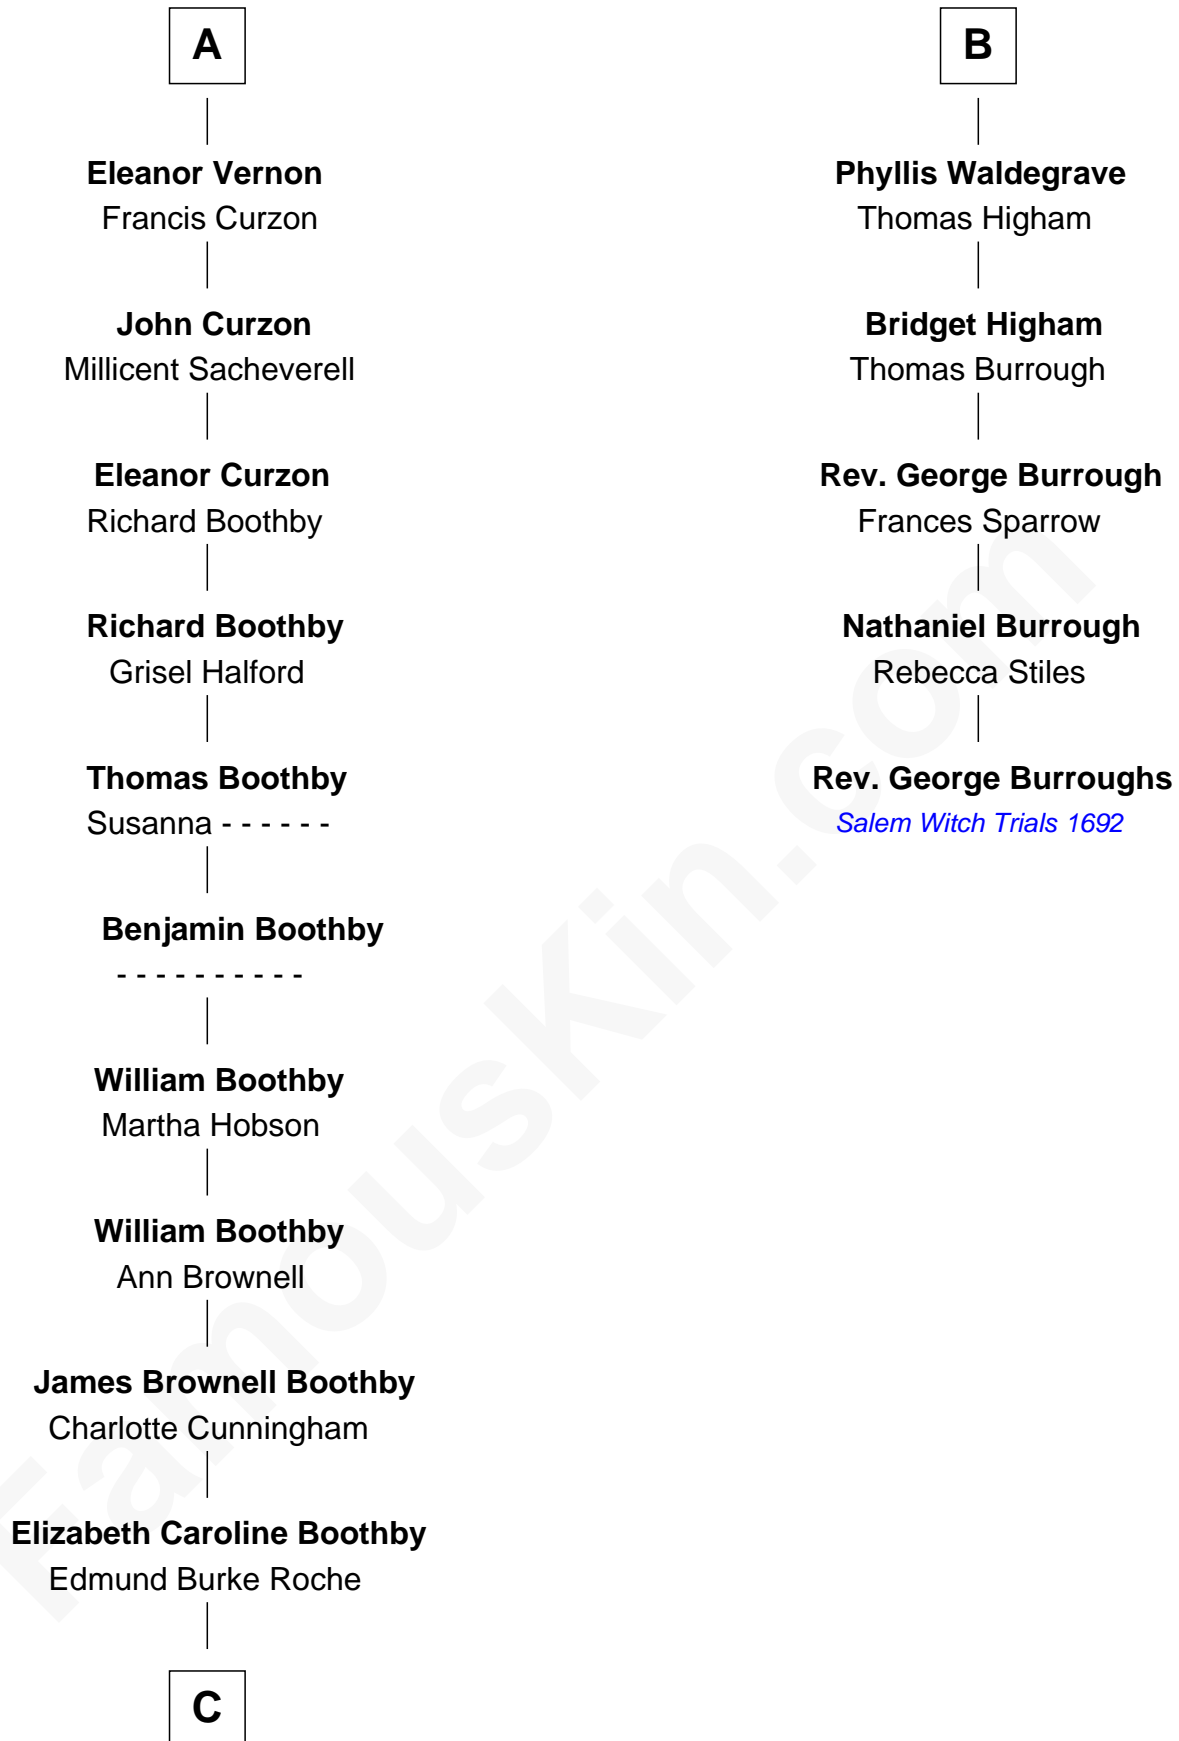 A
Eleanor Vernon
Francis Curzon
John Curzon
Millicent Sacheverell
Eleanor Curzon
Richard Boothby
Richard Boothby
Grisel Halford
Thomas Boothby
Susanna - - - - - -
Benjamin Boothby
- - - - - - - - - -
William Boothby
Martha Hobson
William Boothby
Ann Brownell
James Brownell Boothby
Charlotte Cunningham
Elizabeth Caroline Boothby
Edmund Burke Roche
C
B
Phyllis Waldegrave
Thomas Higham
Bridget Higham
Thomas Burrough
Rev. George Burrough
Frances Sparrow
Nathaniel Burrough
Rebecca Stiles
Rev. George Burroughs
Salem Witch Trials 1692
FamousKin.com